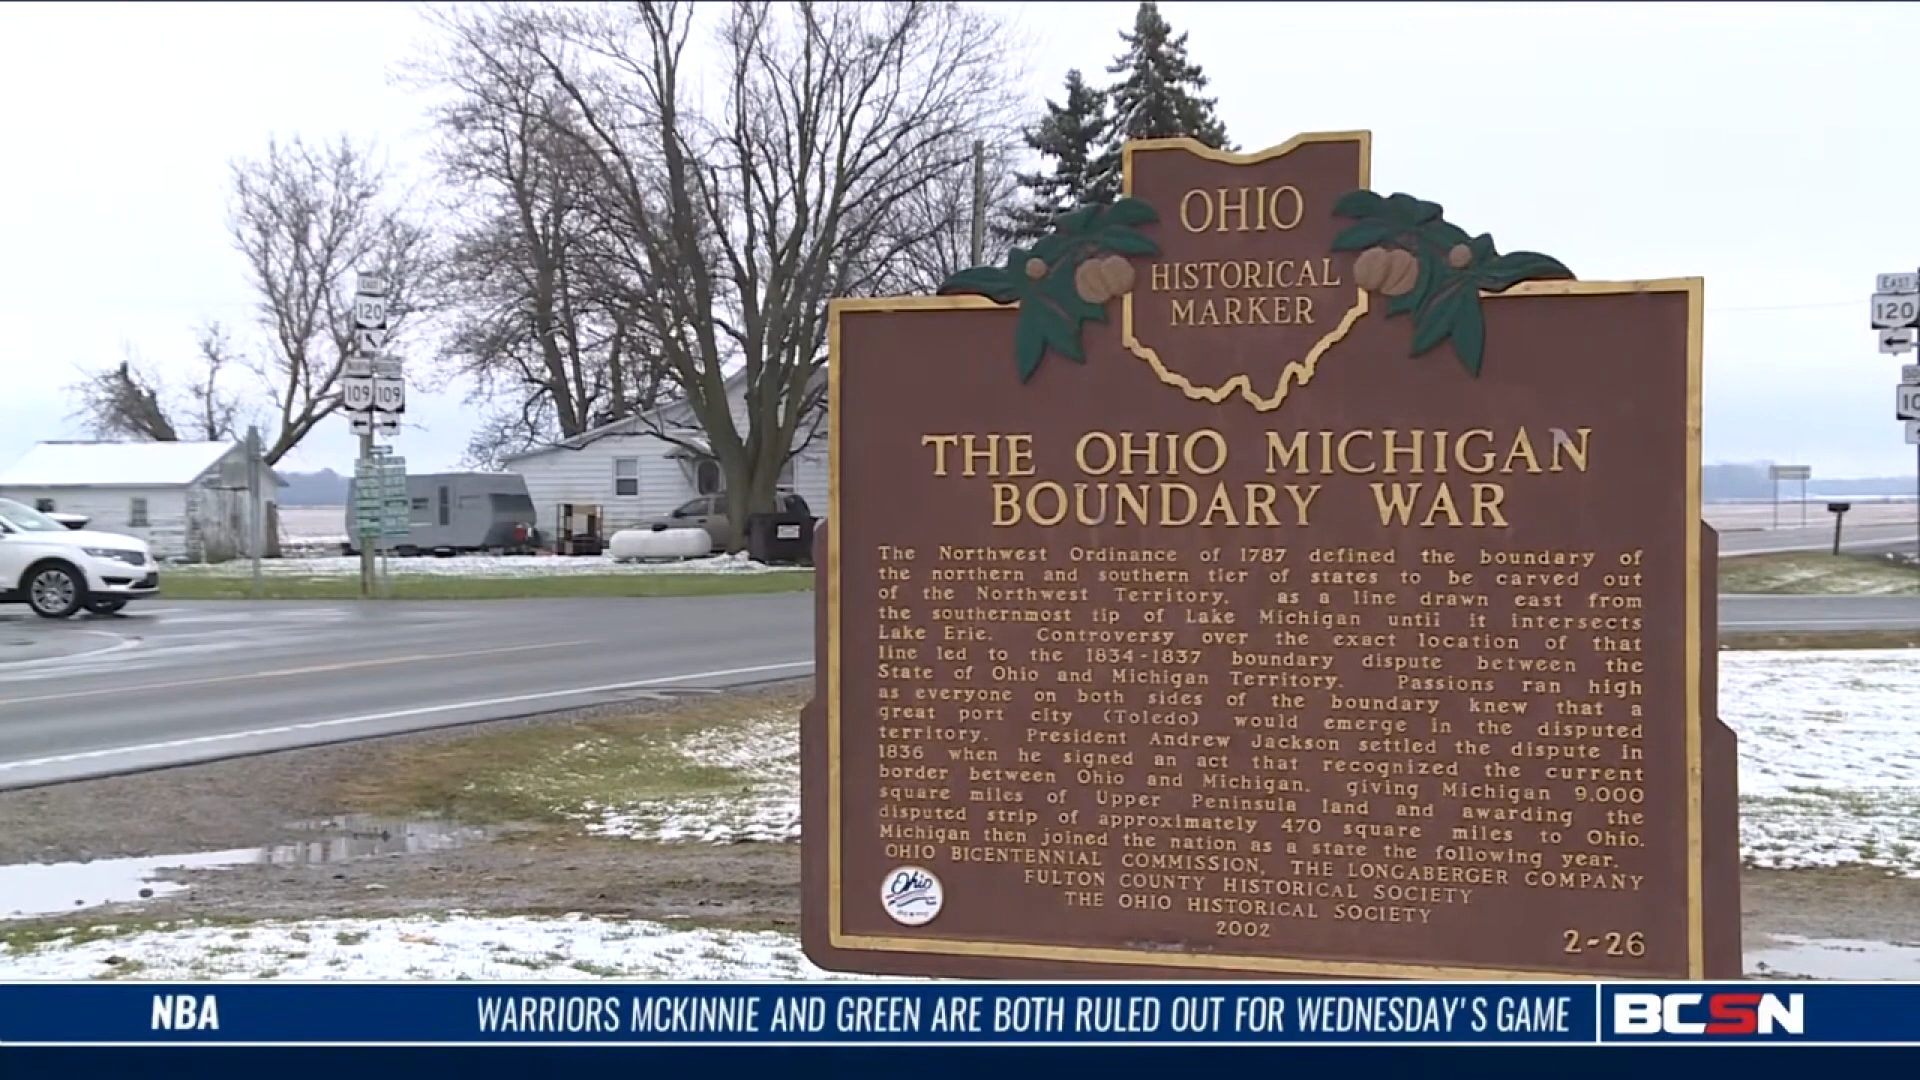 OHIO
HISTORICAL
MARKER
THE OHIO MICHIGAN
BOUNDARY WAR
The Northwest Ordinance of 1787 defined the boundary of
the northern and southern tier of states to be carved out
of the Northwest Territory, as a line drawn east from
the southernmost tip of Lake Michigan until it intersects
Lake Erie. Controversy over the exact location of that
line led to the 1834-1837 boundary dispute between the
State of Ohio and Michigan Territory. Passions ran high
as everyone on both sides of the boundary knew that a
great port city (Toledo) would emerge in the disputed
territory. President Andrew Jackson settled the dispute in
1836 when he signed an act that recognized the current
border between Ohio and Michigan, giving Michigan 9,000
square miles of Upper Peninsula land and awarding the
disputed strip of approximately 470 square miles to Ohio.
Michigan then joined the nation as a state the following year.
OHIO BICENTENNIAL COMMISSION, THE LONGABERGER COMPANY
FULTON COUNTY HISTORICAL SOCIETY
THE OHIO HISTORICAL SOCIETY
2002
2-26
Ohio
EAST
120
109 109
EAST
120
NBA
WARRIORS MCKINNIE AND GREEN ARE BOTH RULED OUT FOR WEDNESDAY'S GAME
BCSN